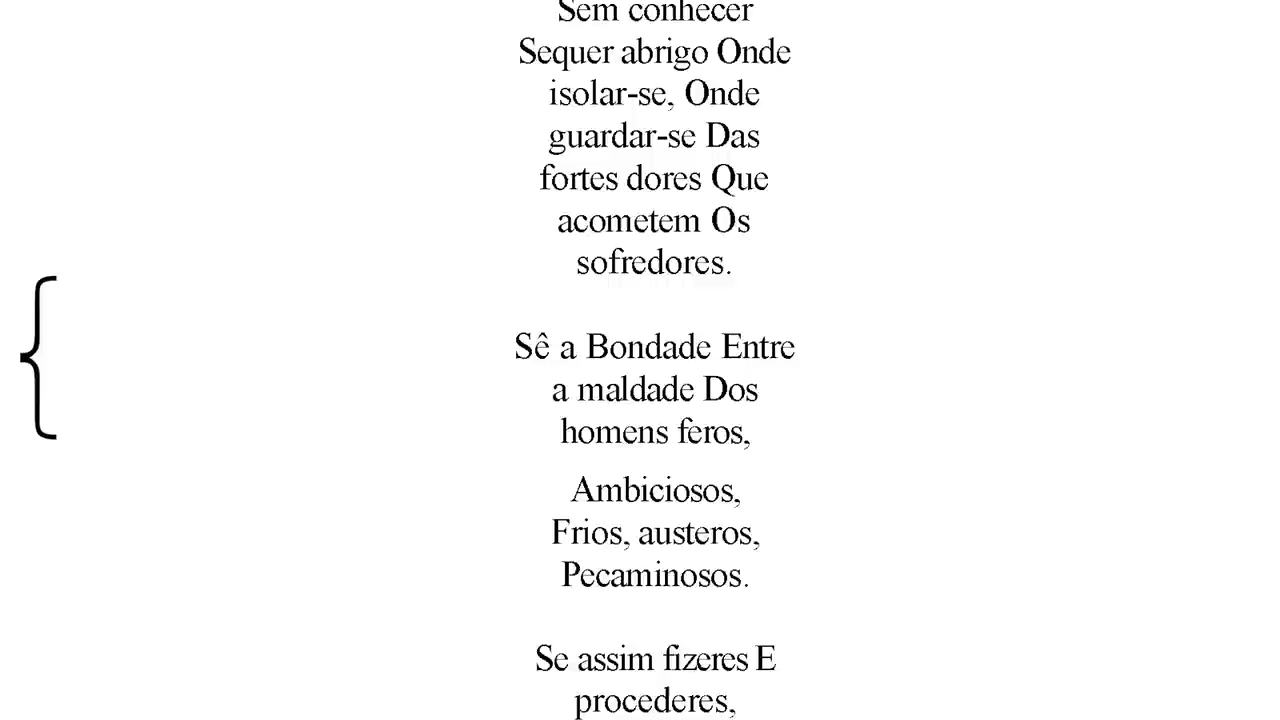 Sem conhecer
Sequer abrigo Onde
isolar-se, Onde
guardar-se Das
fortes dores Que
acometem Os
sofredores.
Sê a Bondade Entre
a maldade Dos
homens feros,
Ambiciosos,
Frios, austeros,
Pecaminosos.
Se assim fizeres E
procederes,